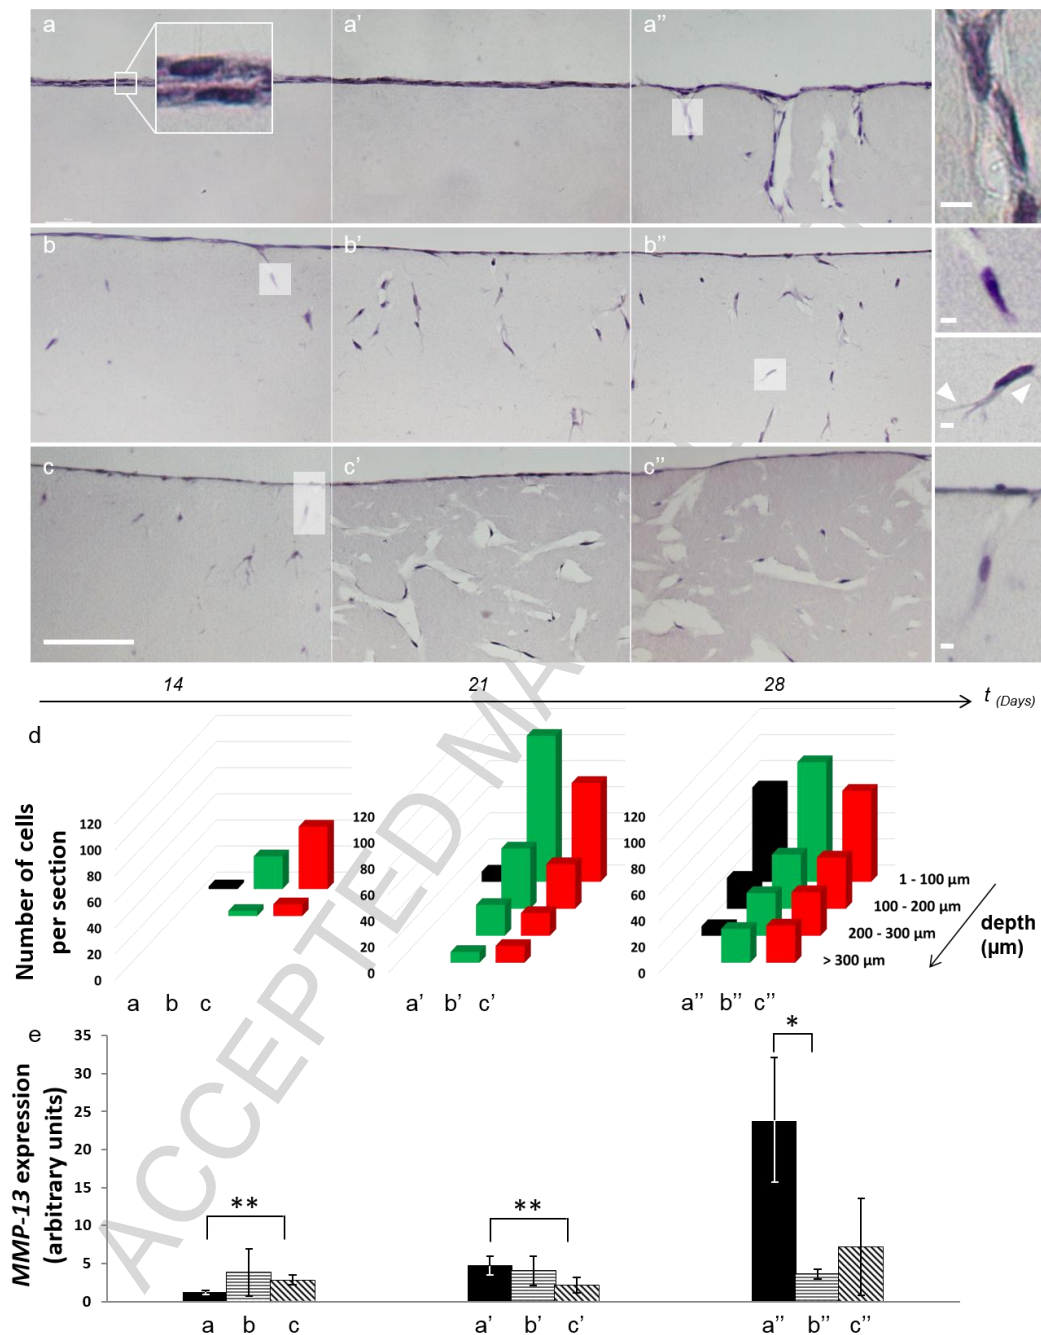 a a’ a’’
b b’ b’’
c c’ c’’
14 21 28 t (Days)
d
Number of cells
per section
120
100
80
60
40
20
0
120
100
80
60
40
20
0
120
100
80
60
40
20
0
1 - 100 µm
100 - 200 µm
200 - 300 µm
> 300 µm
depth
(µm)
a b c a’ b’ c’ a’’ b’’ c’’
e
MMP-13 expression
(arbitrary units)
35
30
25
20
15
10
5
0
** ** *
a b c a’ b’ c’ a’’ b’’ c’’
ACCEPTED MA